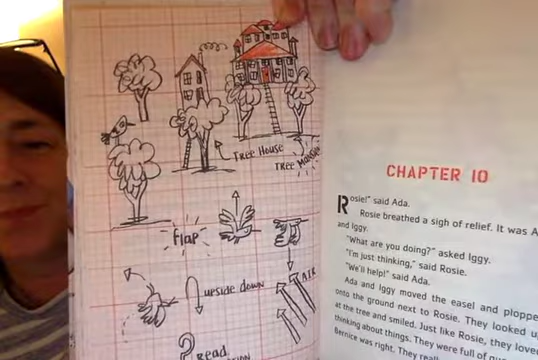 Tree House
Tree Mansion
flap
upside down
AIR
Read
CHAPTER 10
Rosie!" said Ada.
Rosie breathed a sigh of relief. It was A
and Iggy.
"What are you doing?" asked Iggy.
"I'm just thinking," said Rosie.
"We'll help!" said Ada.
Ada and Iggy moved the easel and ploppe
onto the ground next to Rosie. They looked u
at the tree and smiled. Just like Rosie, they love
thinking about things. They were full of
Bernice was right. They